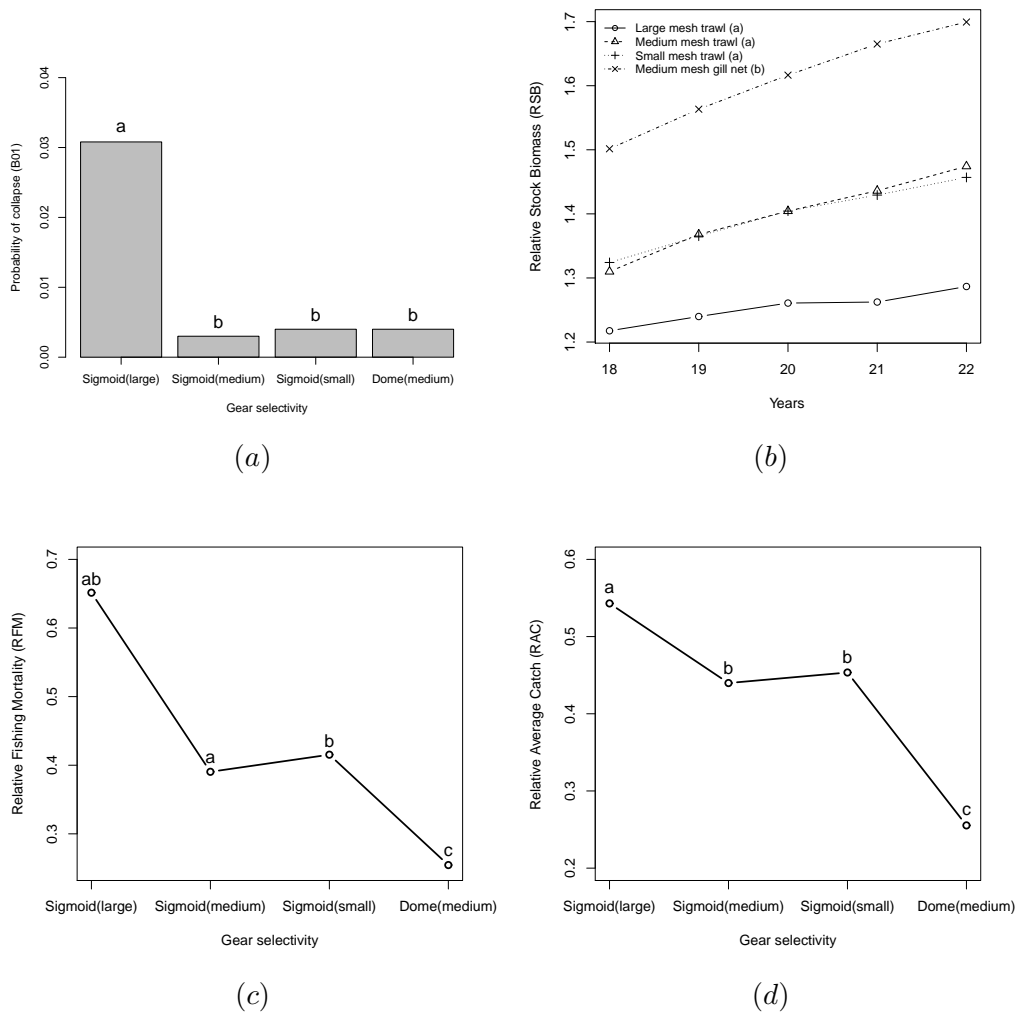 0.04
0.03
0.02
0.01
0.00
Probability of collapse (B01)
a
b
b
b
Sigmoid(large) Sigmoid(medium) Sigmoid(small) Dome(medium)
Gear selectivity
(a)
1.7
1.6
1.5
1.4
1.3
1.2
Relative Stock Biomass (RSB)
Large mesh trawl (a)
Medium mesh trawl (a)
Small mesh trawl (a)
Medium mesh gill net (b)
18 19 20 21 22
Years
(b)
0.7
0.6
0.5
0.4
0.3
Relative Fishing Mortality (RFM)
ab
a
b
c
Sigmoid(large) Sigmoid(medium) Sigmoid(small) Dome(medium)
Gear selectivity
(c)
0.6
0.5
0.4
0.3
0.2
Relative Average Catch (RAC)
a
b
b
c
Sigmoid(large) Sigmoid(medium) Sigmoid(small) Dome(medium)
Gear selectivity
(d)